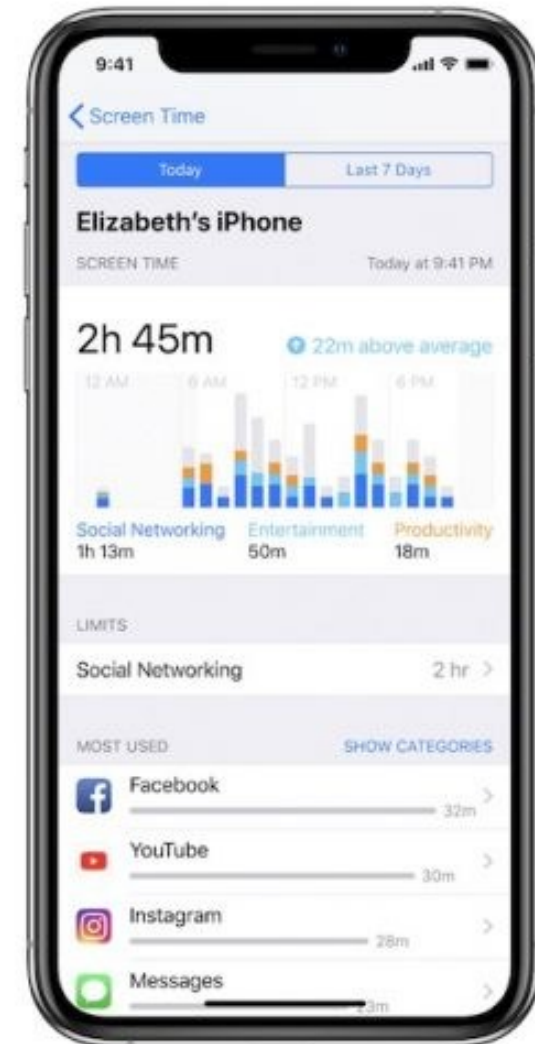 9:41
Screen Time
Today Last 7 Days
Elizabeth's iPhone
SCREEN TIME Today at 9:41 PM
2h 45m 22m above average
12 AM 6 AM 12 PM 6 PM
Social Networking Entertainment Productivity
1h 13m 50m 18m
LIMITS
Social Networking 2 hr
MOST USED SHOW CATEGORIES
Facebook
32m
YouTube
30m
Instagram
28m
Messages
23m